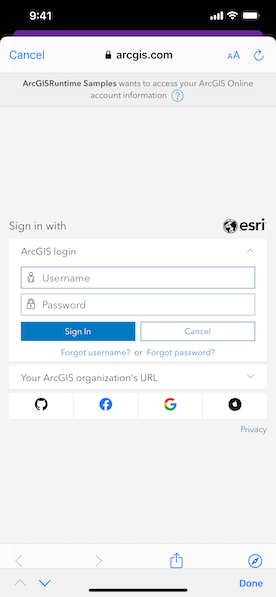 9:41
Cancel
arcgis.com
AA
ArcGISRuntime Samples wants to access your ArcGIS Online
account information ?
Sign in with
esri
ArcGIS login
Username
Password
Sign In
Cancel
Forgot username? or Forgot password?
Your ArcGIS organization's URL
Privacy
Done